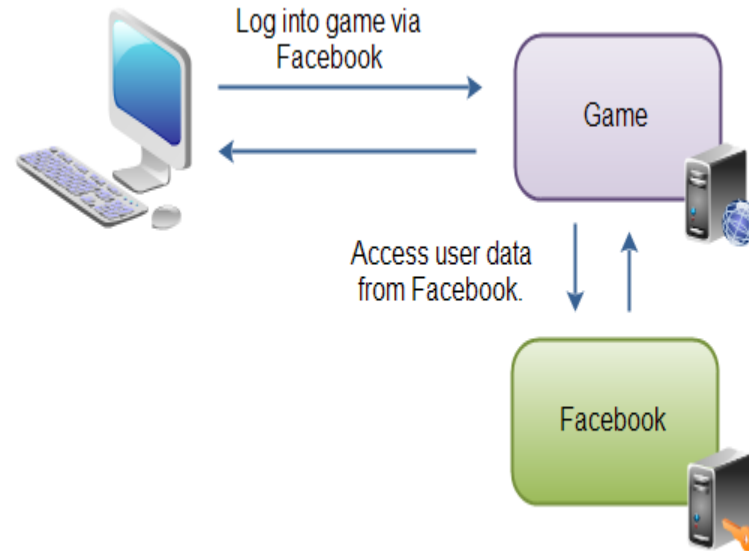 Log into game via
Facebook
Game
Access user data
from Facebook.
Facebook